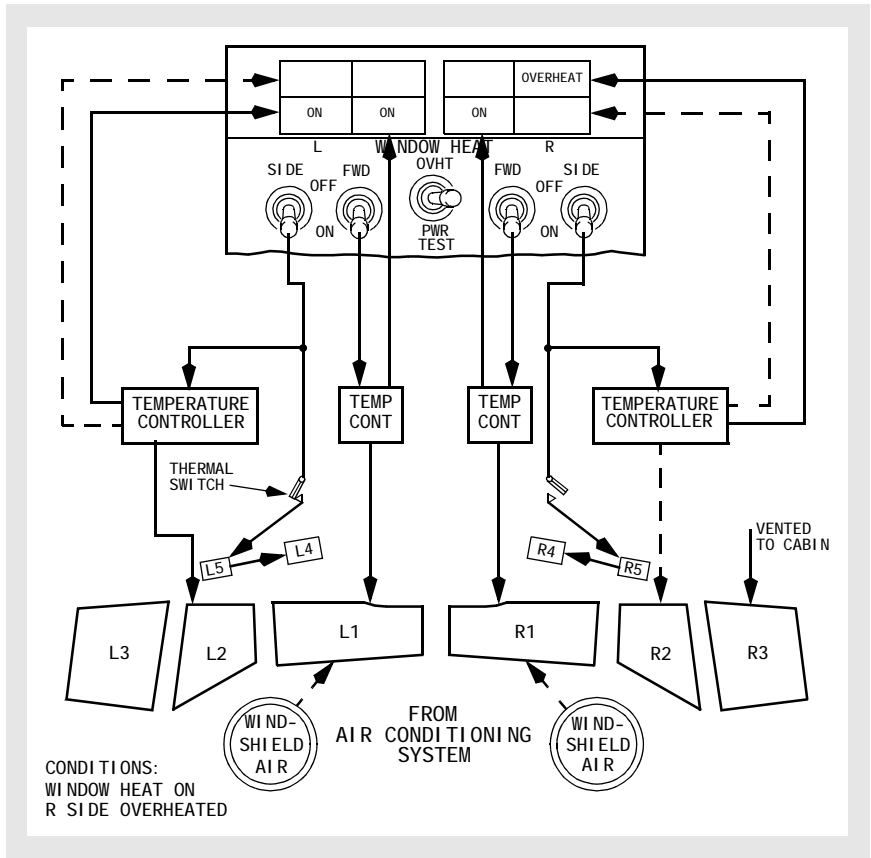 OVERHEAT
ON ON ON
L WINDOW HEAT R
SIDE OFF FWD OVHT FWD OFF SIDE
ON PWR ON
TEST
TEMPERATURE
CONTROLLER
TEMP
CONT
TEMP
CONT
TEMPERATURE
CONTROLLER
THERMAL
SWITCH
VENTED
TO CABIN
L5
L4
R4
R5
L3
L2
L1
R1
R2
R3
WIND-
SHIELD
AIR
FROM
AIR CONDITIONING
SYSTEM
WIND-
SHIELD
AIR
CONDITIONS:
WINDOW HEAT ON
R SIDE OVERHEATED